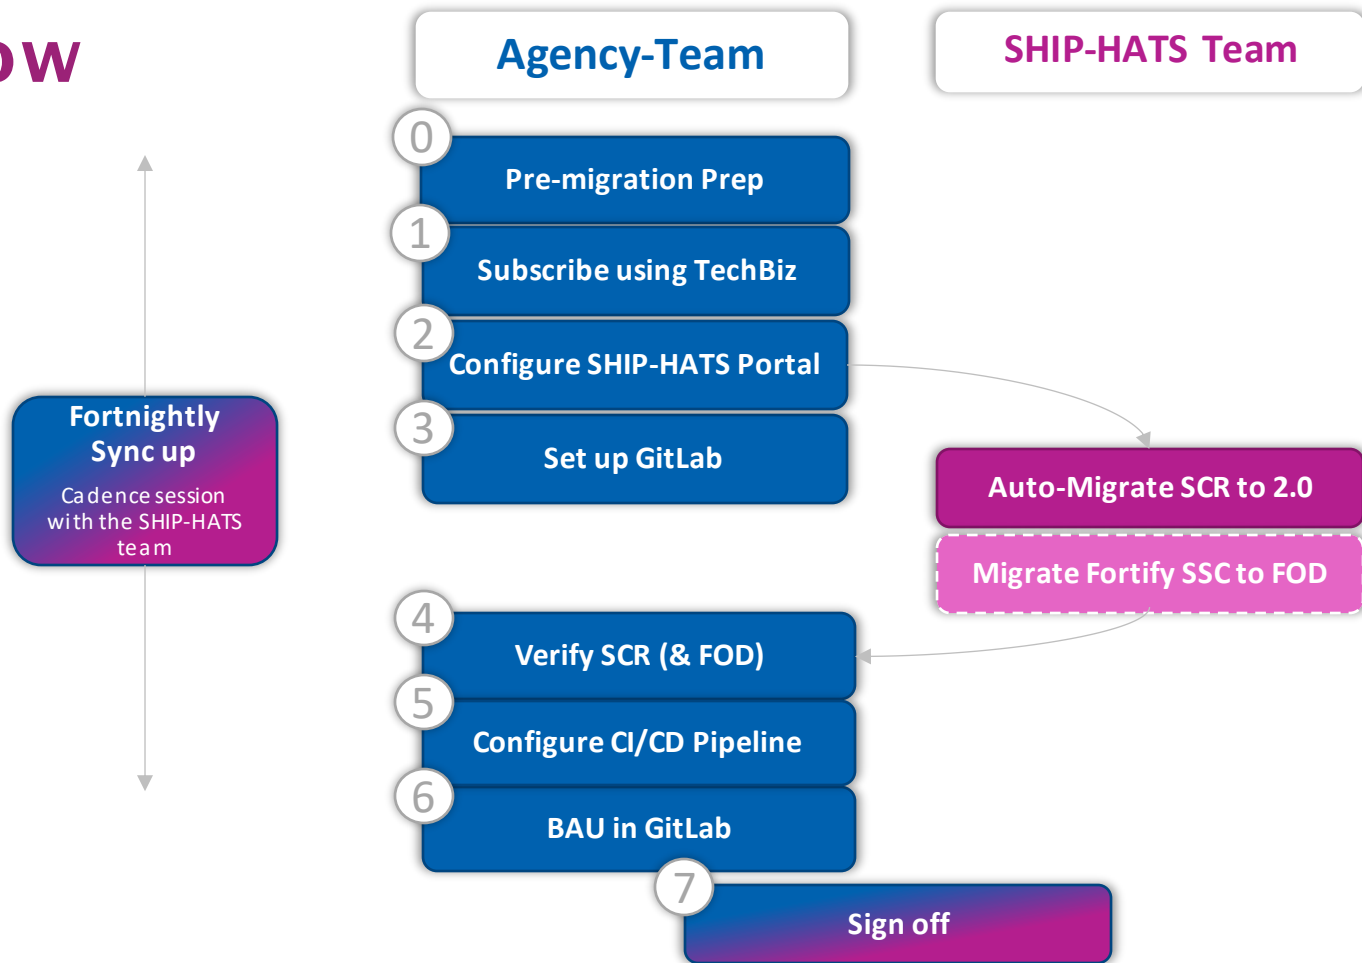 ow
Agency-Team
SHIP-HATS Team
0
Pre-migration Prep
1
Subscribe using TechBiz
2
Configure SHIP-HATS Portal
3
Set up GitLab
Fortnightly
Sync up
Cadence session
with the SHIP-HATS
team
Auto-Migrate SCR to 2.0
Migrate Fortify SSC to FOD
4
Verify SCR (& FOD)
5
Configure CI/CD Pipeline
6
BAU in GitLab
7
Sign off